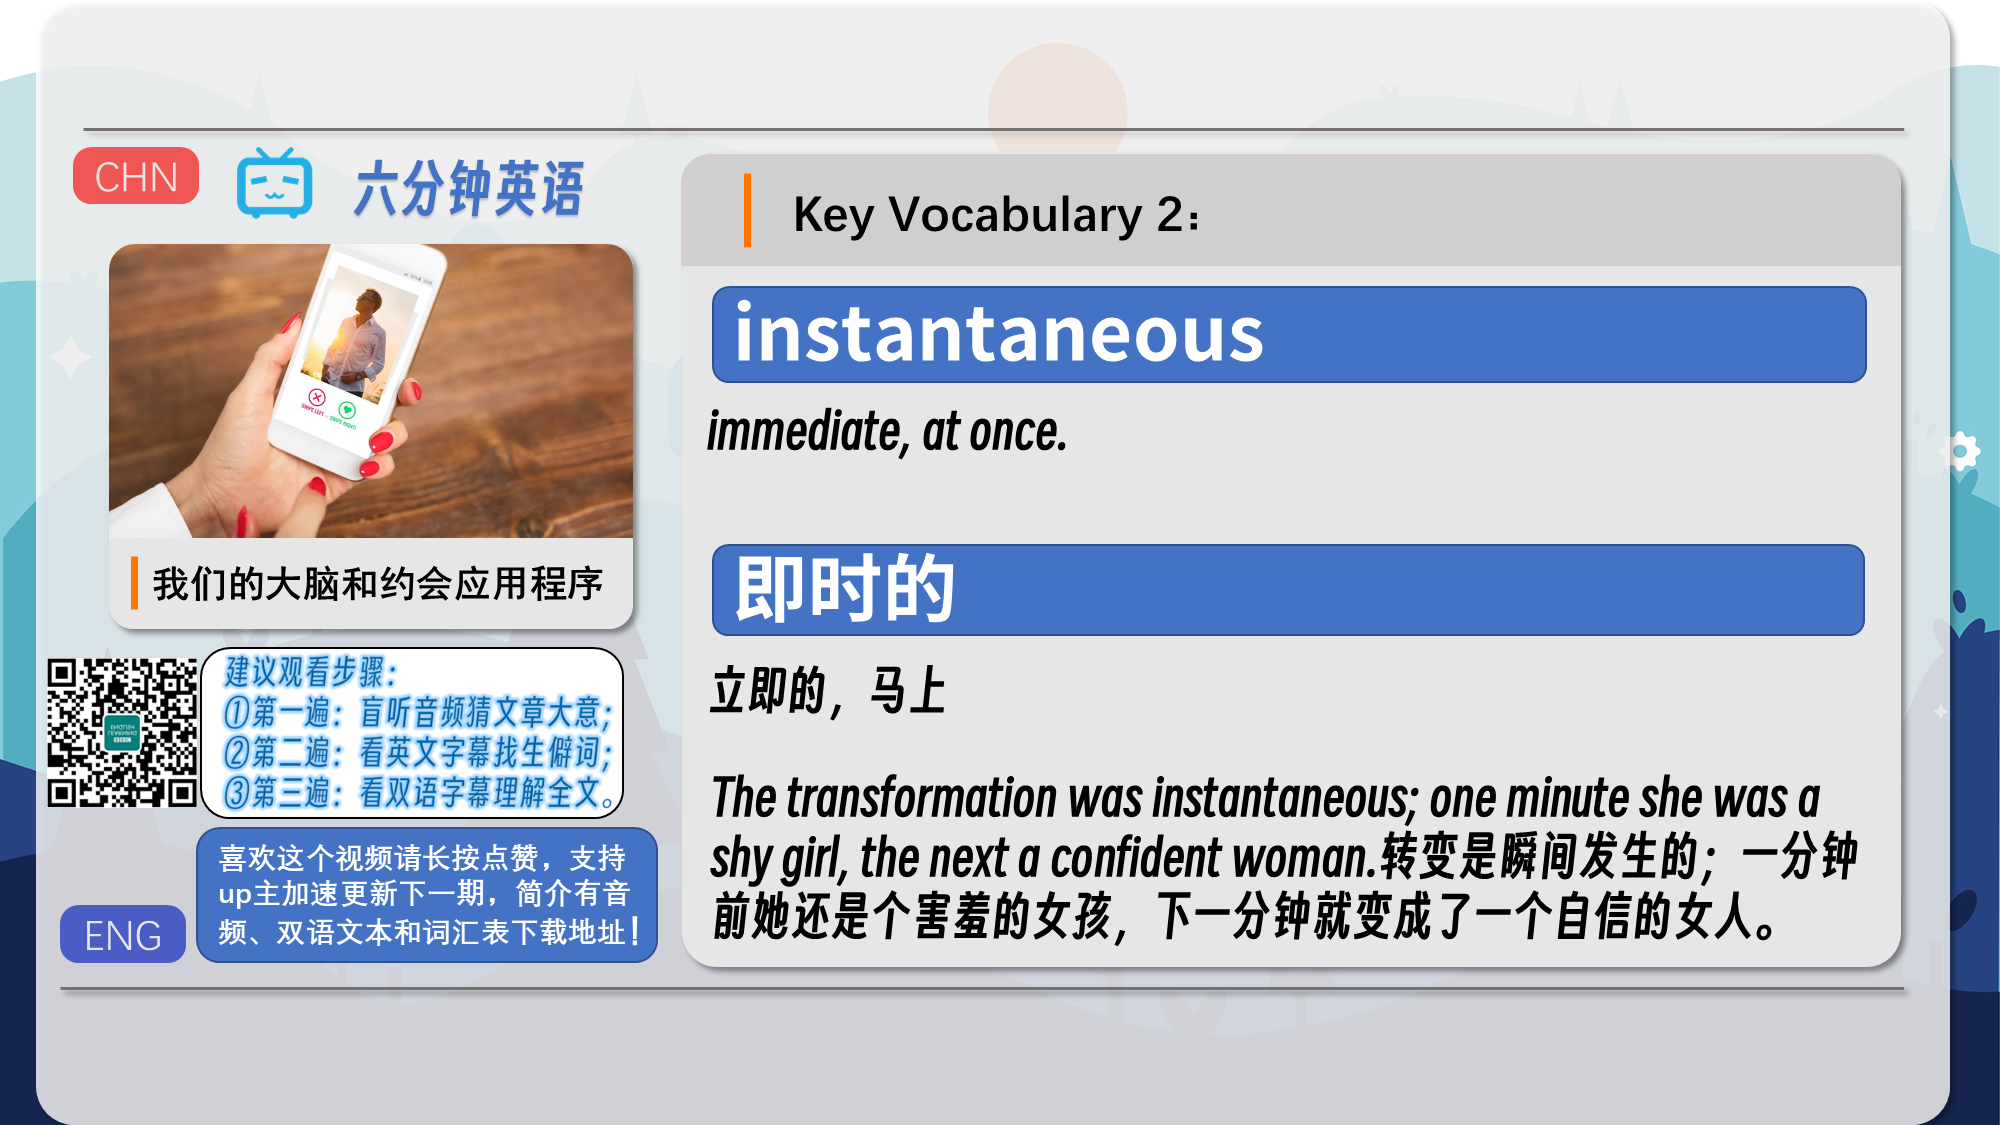 CHN
六分钟英语
SWIPE LEFT
SWIPE RIGHT
我们的大脑和约会应用程序
BBC
建议观看步骤：
①第一遍：盲听音频猜文章大意；
②第二遍：看英文字幕找生僻词；
③第三遍：看双语字幕理解全文。
喜欢这个视频请长按点赞，支持
up主加速更新下一期，简介有音
频、双语文本和词汇表下载地址！
ENG
Key Vocabulary 2：
instantaneous
immediate, at once.
即时的
立即的，马上
The transformation was instantaneous; one minute she was a
shy girl, the next a confident woman.转变是瞬间发生的；一分钟
前她还是个害羞的女孩，下一分钟就变成了一个自信的女人。